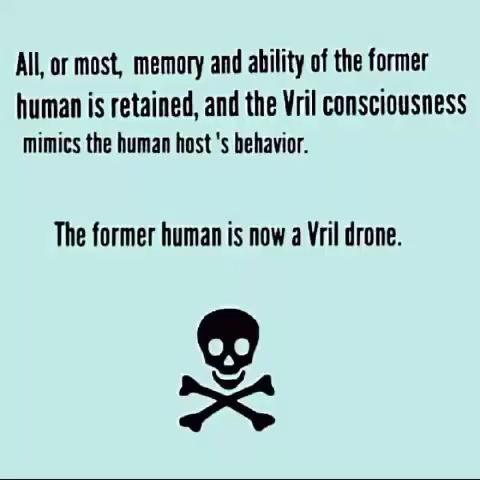 All, or most, memory and ability of the former
human is retained, and the Vril consciousness
mimics the human host 's behavior.
The former human is now a Vril drone.